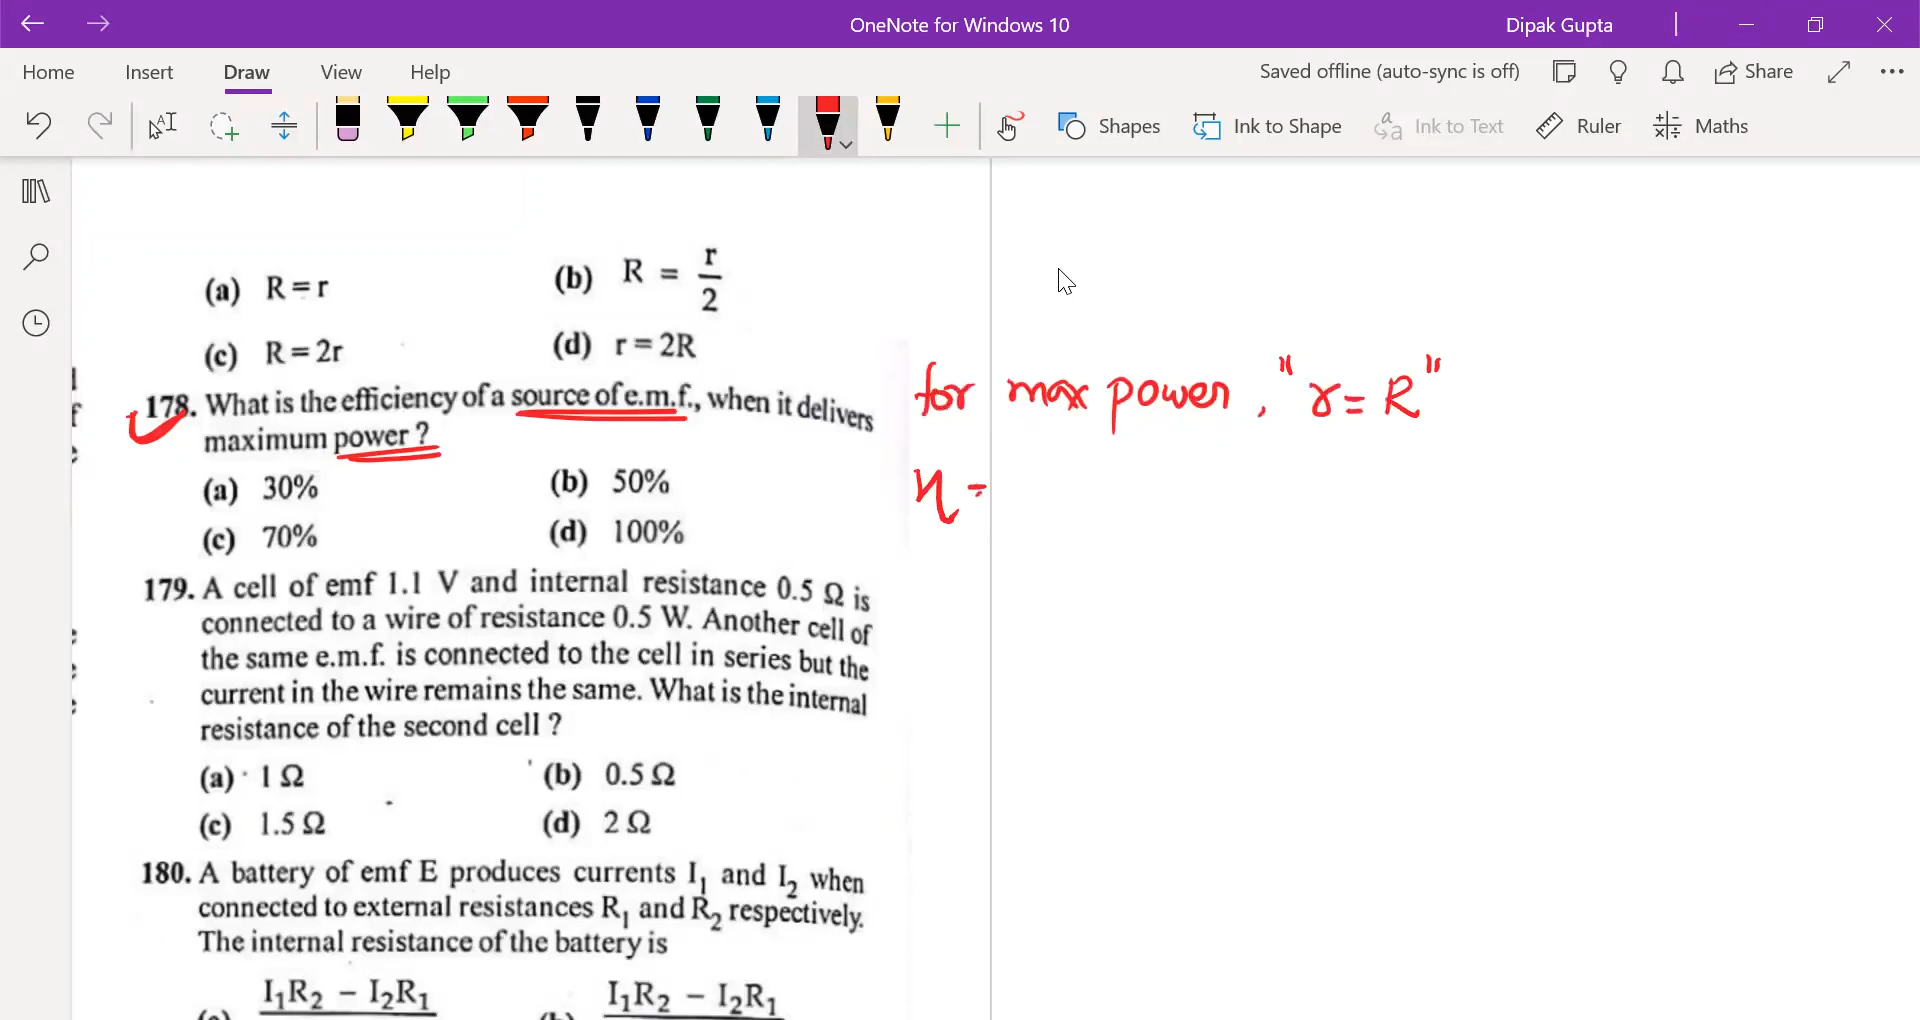 OneNote for Windows 10
Dipak Gupta
Home Insert Draw View Help
Saved offline (auto-sync is off)
Share
Shapes
Ink to Shape
Ink to Text
Ruler
Maths
(a) R = r
(b) R = r/2
(c) R = 2r
(d) r = 2R
178. What is the efficiency of a source of e.m.f., when it delivers
maximum power ?
(a) 30%
(b) 50%
(c) 70%
(d) 100%
for max power, "r = R"
η =
179. A cell of emf 1.1 V and internal resistance 0.5 Ω is
connected to a wire of resistance 0.5 W. Another cell of
the same e.m.f. is connected to the cell in series but the
current in the wire remains the same. What is the internal
resistance of the second cell ?
(a) 1 Ω
(b) 0.5 Ω
(c) 1.5 Ω
(d) 2 Ω
180. A battery of emf E produces currents I₁ and I₂ when
connected to external resistances R₁ and R₂ respectively.
The internal resistance of the battery is
I₁R₂ − I₂R₁
I₁R₂ − I₂R₁